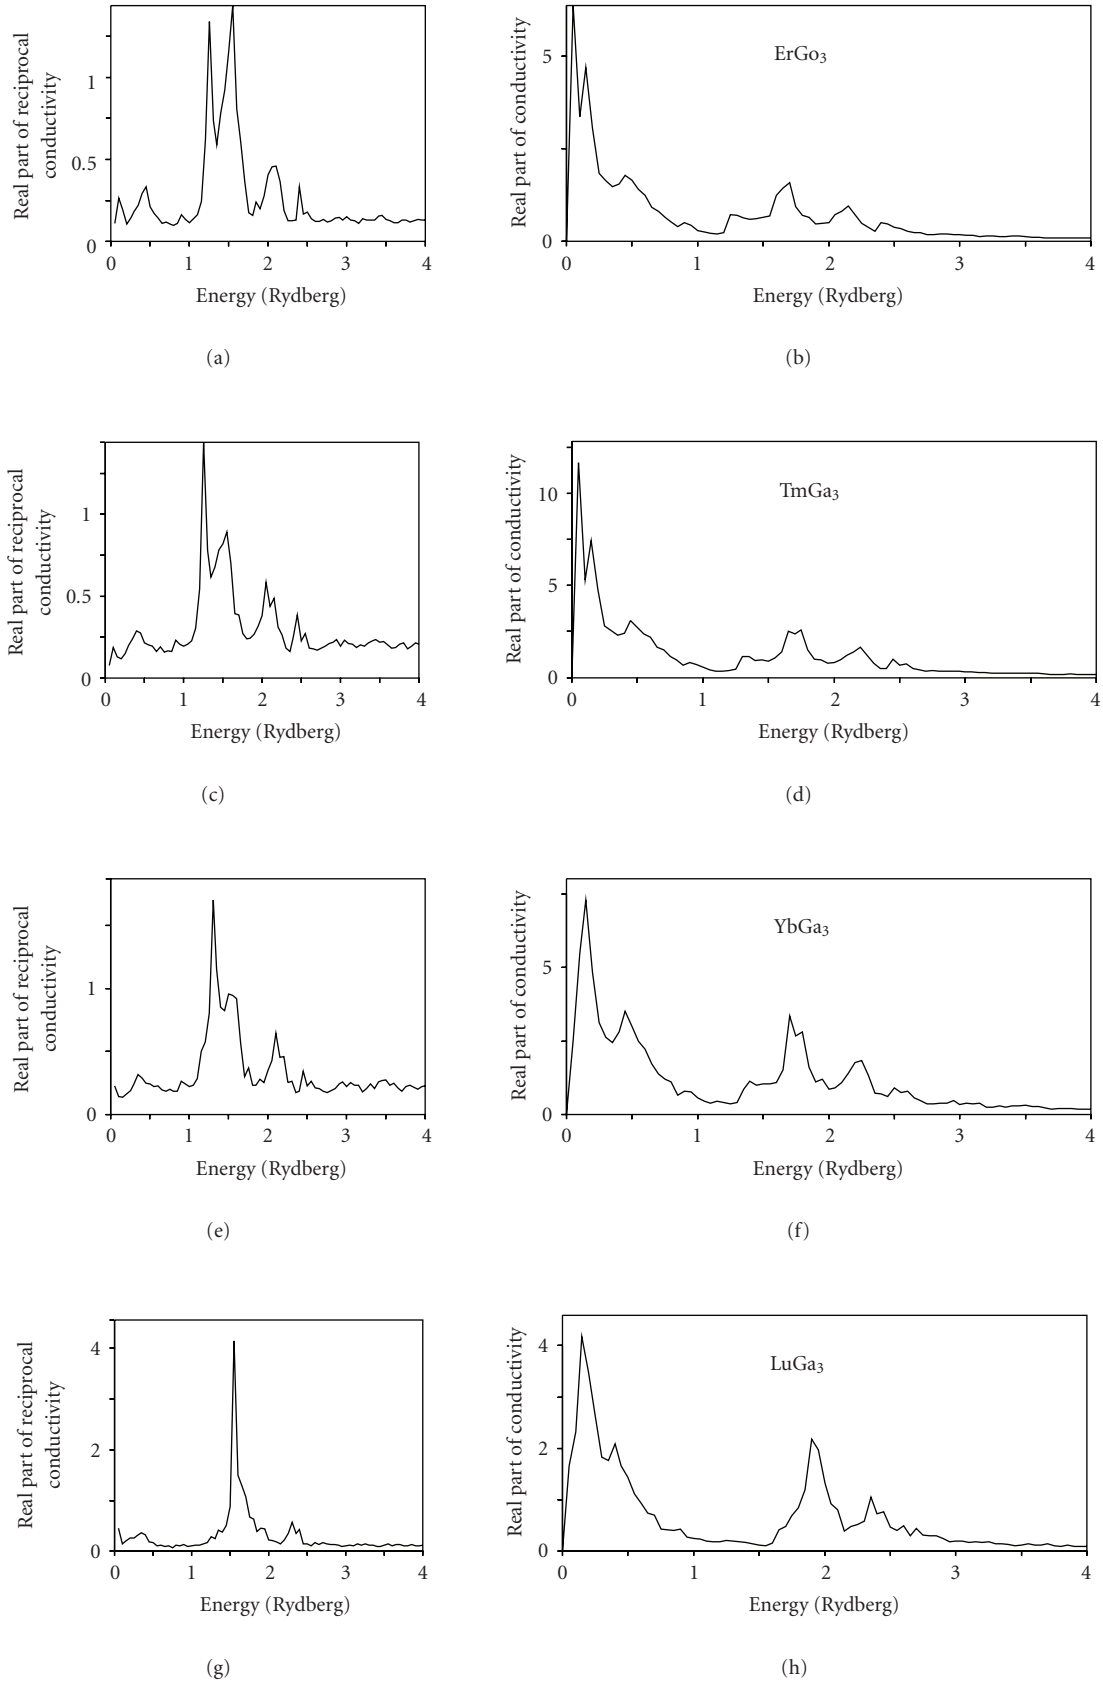 Real part of reciprocal
conductivity
1
0.5
0
0 1 2 3 4
Energy (Rydberg)
(a)
Real part of conductivity
ErGo3
5
0
0 1 2 3 4
Energy (Rydberg)
(b)
Real part of reciprocal
conductivity
1
0.5
0
0 1 2 3 4
Energy (Rydberg)
(c)
Real part of conductivity
TmGa3
10
5
0
0 1 2 3 4
Energy (Rydberg)
(d)
Real part of reciprocal
conductivity
1
0
0 1 2 3 4
Energy (Rydberg)
(e)
Real part of conductivity
YbGa3
5
0
0 1 2 3 4
Energy (Rydberg)
(f)
Real part of reciprocal
conductivity
4
2
0
0 1 2 3 4
Energy (Rydberg)
(g)
Real part of conductivity
LuGa3
4
2
0
0 1 2 3 4
Energy (Rydberg)
(h)